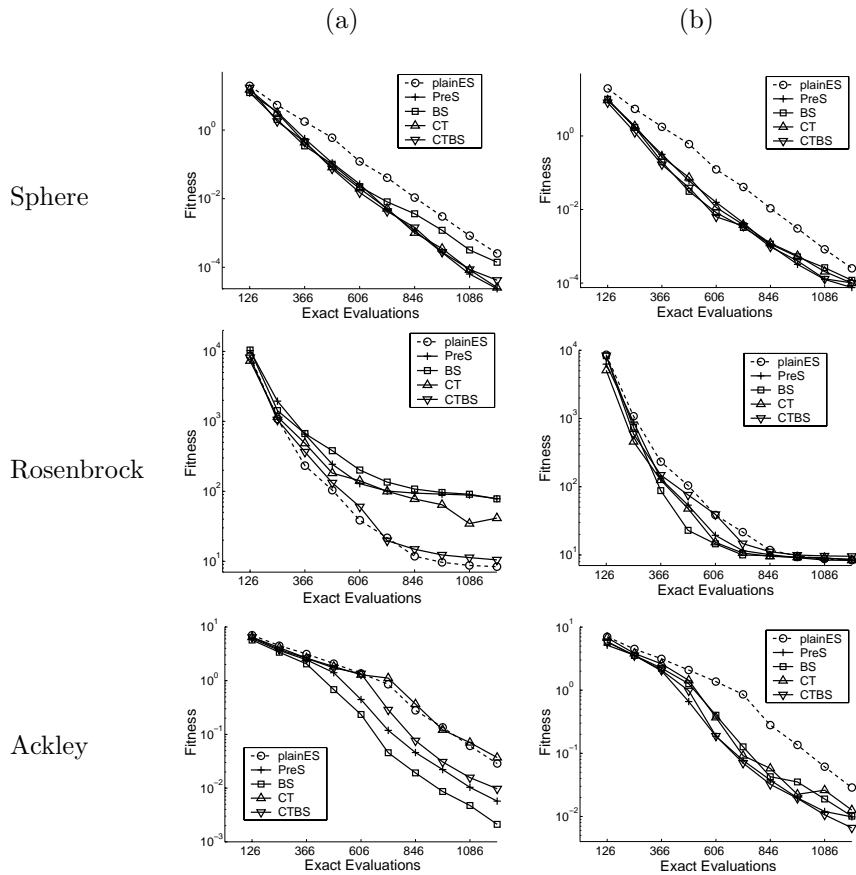 (a)
(b)
Sphere
Fitness
10^0
10^-2
10^-4
126 366 606 846 1086
Exact Evaluations
plainES
PreS
BS
CT
CTBS
Fitness
10^0
10^-2
10^-4
126 366 606 846 1086
Exact Evaluations
plainES
PreS
BS
CT
CTBS
Rosenbrock
Fitness
10^4
10^3
10^2
10^1
126 366 606 846 1086
Exact Evaluations
plainES
PreS
BS
CT
CTBS
Fitness
10^4
10^3
10^2
10^1
126 366 606 846 1086
Exact Evaluations
plainES
PreS
BS
CT
CTBS
Ackley
Fitness
10^1
10^0
10^-1
10^-2
10^-3
126 366 606 846 1086
Exact Evaluations
plainES
PreS
BS
CT
CTBS
Fitness
10^1
10^0
10^-1
10^-2
126 366 606 846 1086
Exact Evaluations
plainES
PreS
BS
CT
CTBS